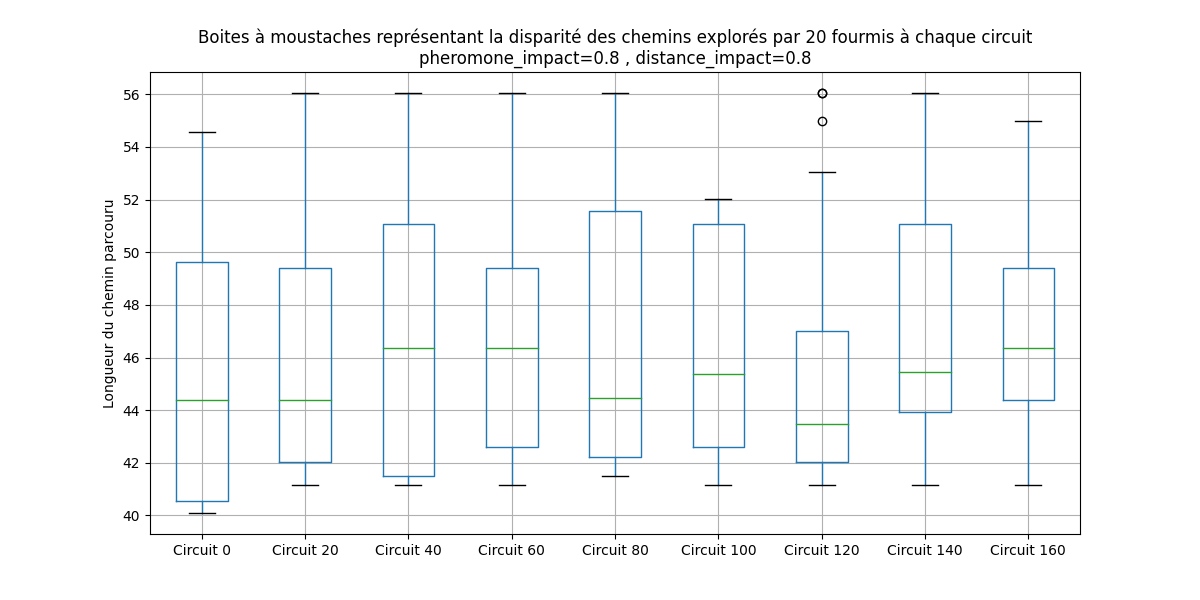 Boites à moustaches représentant la disparité des chemins explorés par 20 fourmis à chaque circuit
pheromone_impact=0.8 , distance_impact=0.8
Longueur du chemin parcouru
56
54
52
50
48
46
44
42
40
Circuit 0
Circuit 20
Circuit 40
Circuit 60
Circuit 80
Circuit 100
Circuit 120
Circuit 140
Circuit 160